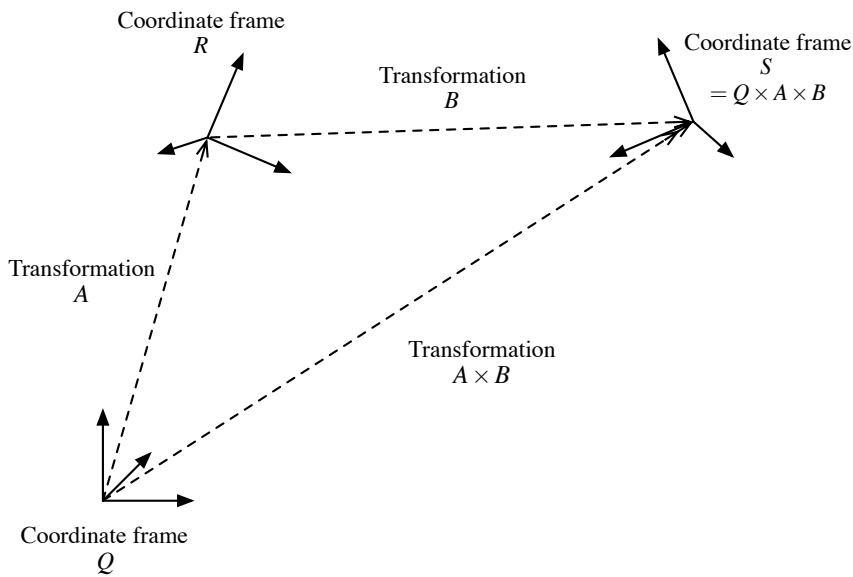 Coordinate frame
R
Transformation
B
Coordinate frame
S
= Q × A × B
Transformation
A
Transformation
A × B
Coordinate frame
Q